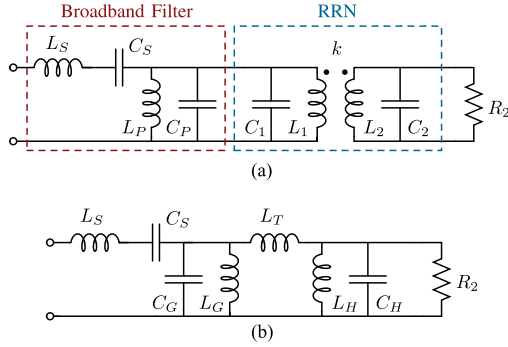 Broadband Filter RRN
L_S C_S k
L_P C_P C_1 L_1 L_2 C_2 R_2
(a)
L_S C_S L_T
C_G L_G L_H C_H R_2
(b)